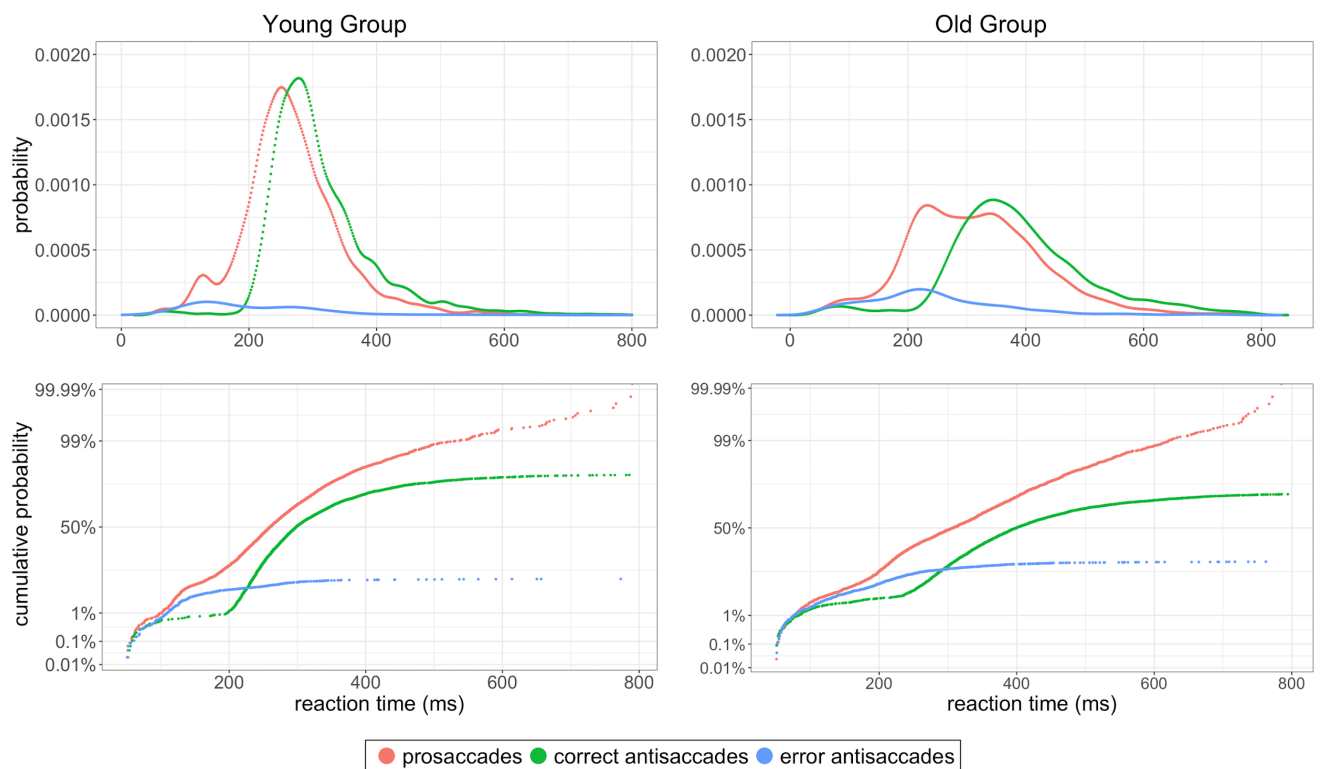 Young Group
Old Group
probability
0.0020
0.0015
0.0010
0.0005
0.0000
0 200 400 600 800
0.0020
0.0015
0.0010
0.0005
0.0000
0 200 400 600 800
cumulative probability
99.99%
99%
50%
1%
0.1%
0.01%
200 400 600 800
reaction time (ms)
99.99%
99%
50%
1%
0.1%
0.01%
200 400 600 800
reaction time (ms)
prosaccades correct antisaccades error antisaccades